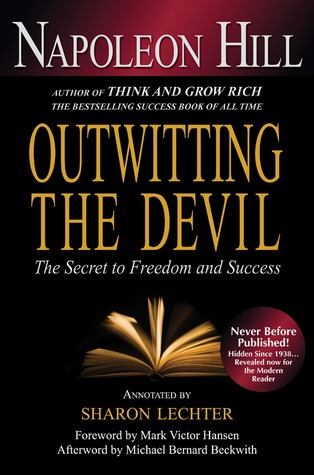 NAPOLEON HILL
AUTHOR OF THINK AND GROW RICH
THE BESTSELLING SUCCESS BOOK OF ALL TIME
OUTWITTING
THE DEVIL
The Secret to Freedom and Success
Never Before
Published!
Hidden Since 1938…
Revealed now for
the Modern
Reader
ANNOTATED BY
SHARON LECHTER
Foreword by Mark Victor Hansen
Afterword by Michael Bernard Beckwith